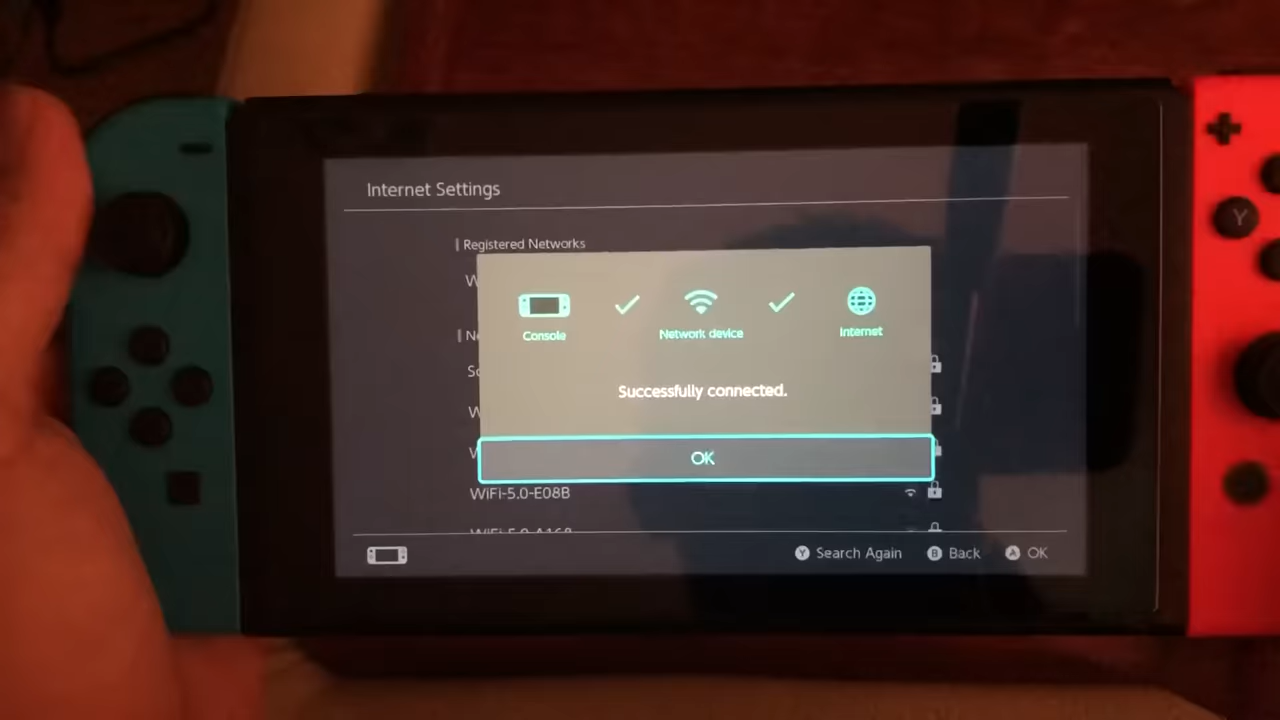 Internet Settings
Registered Networks
Console
Network device
Internet
Successfully connected.
OK
WiFi-5.0-E08B
Y Search Again B Back A OK
Y